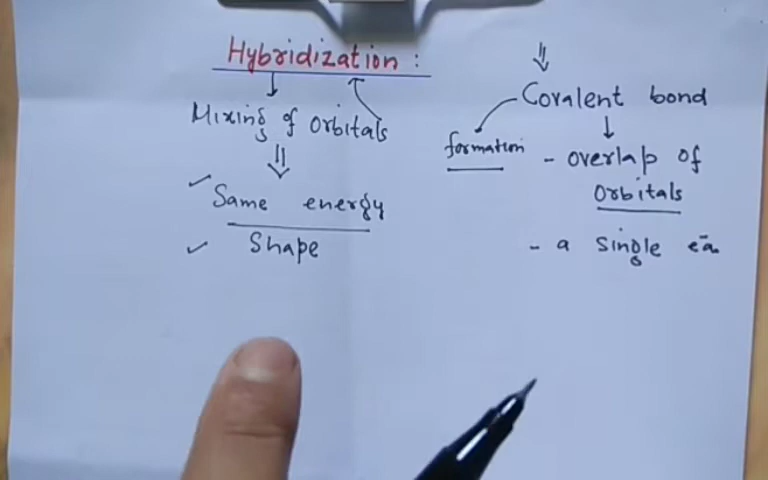 Hybridization :
Mixing of orbitals
Same energy
Shape
Covalent bond
formation
- overlap of
orbitals
- a single